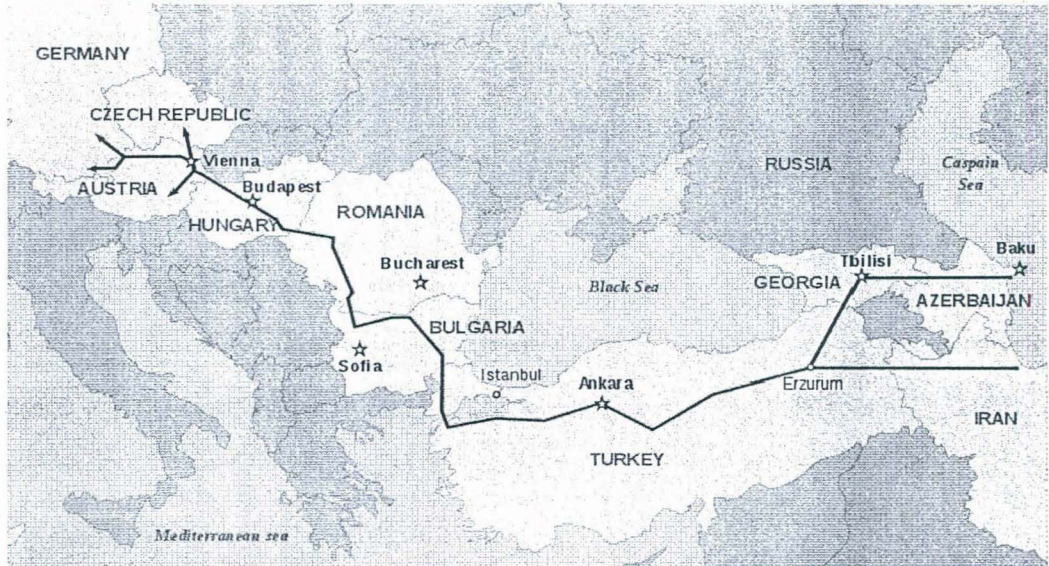 GERMANY
CZECH REPUBLIC
Vienna
AUSTRIA
Budapest
HUNGARY
ROMANIA
Bucharest
BULGARIA
Sofia
Istanbul
Ankara
TURKEY
Black Sea
RUSSIA
Caspain
Sea
Tbilisi
GEORGIA
Baku
AZERBAIJAN
Erzurum
IRAN
Mediterranean sea